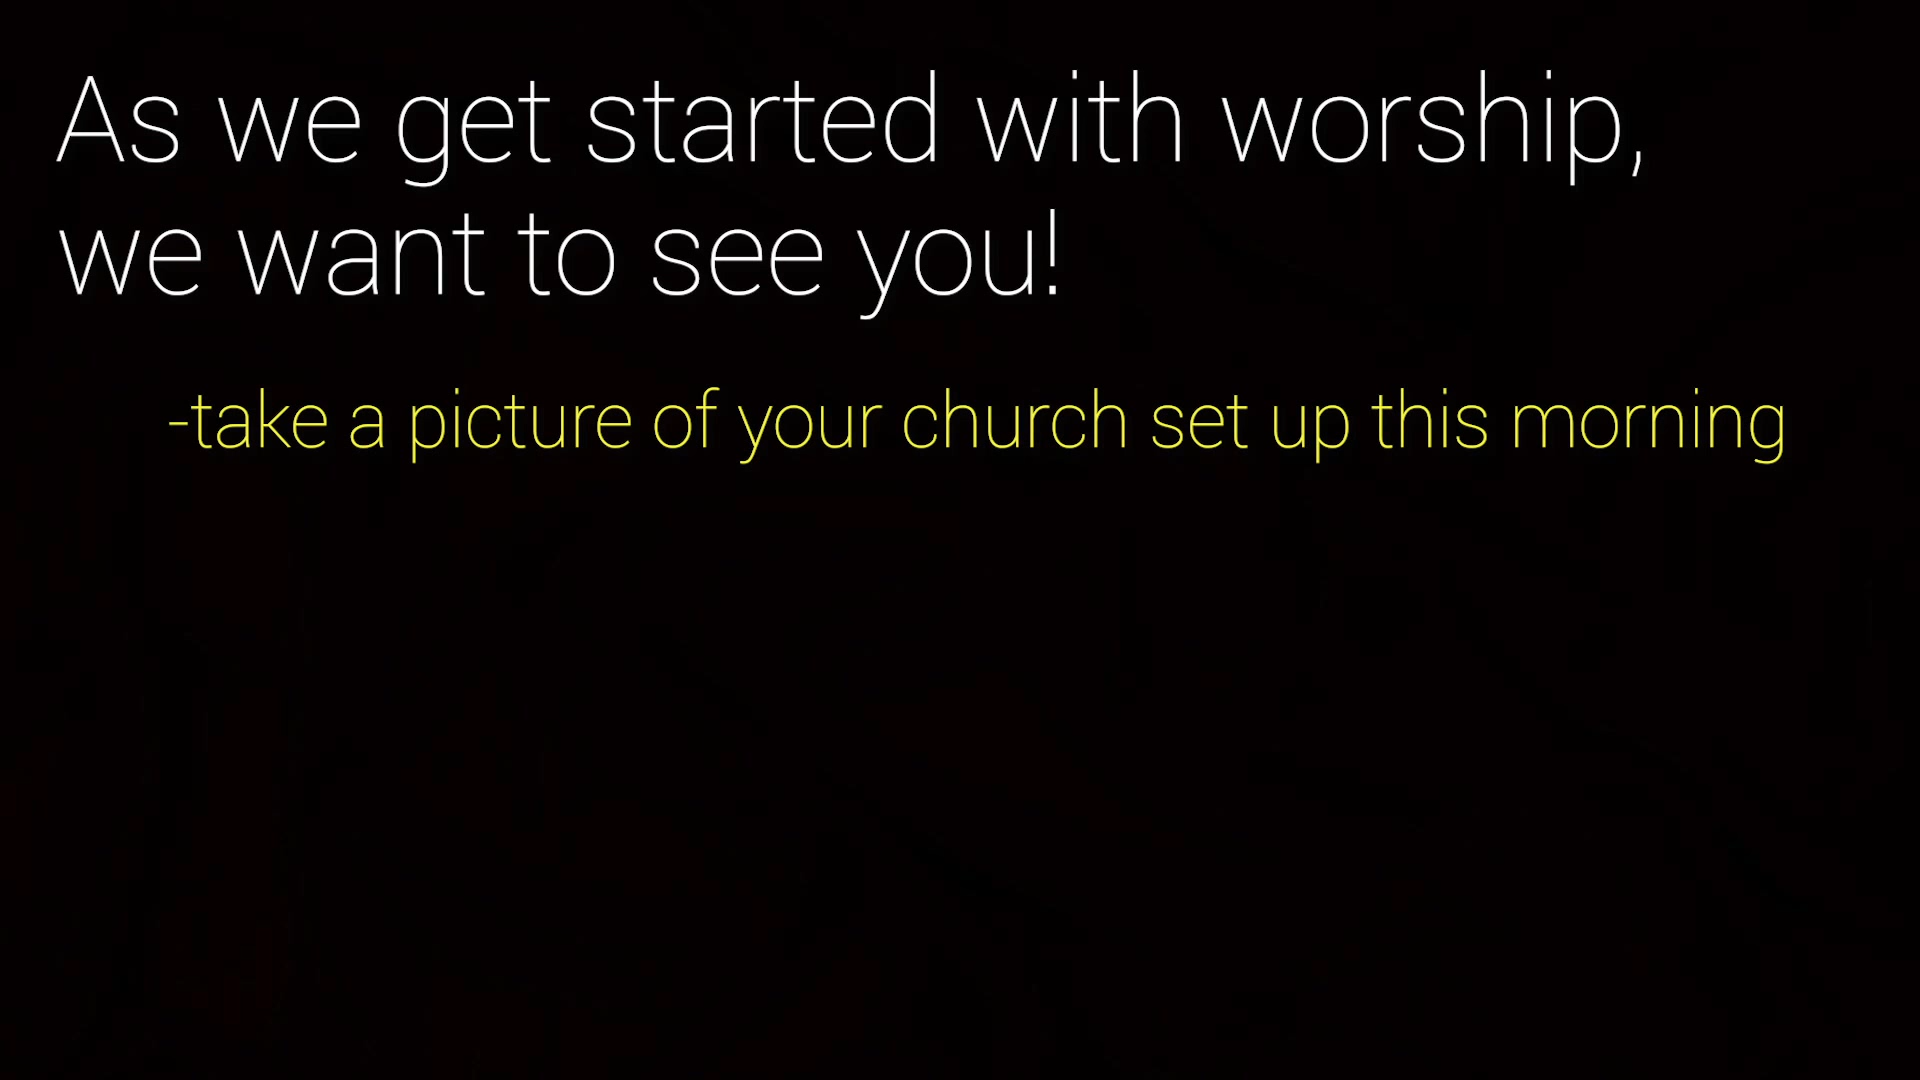 As we get started with worship,
we want to see you!
-take a picture of your church set up this morning